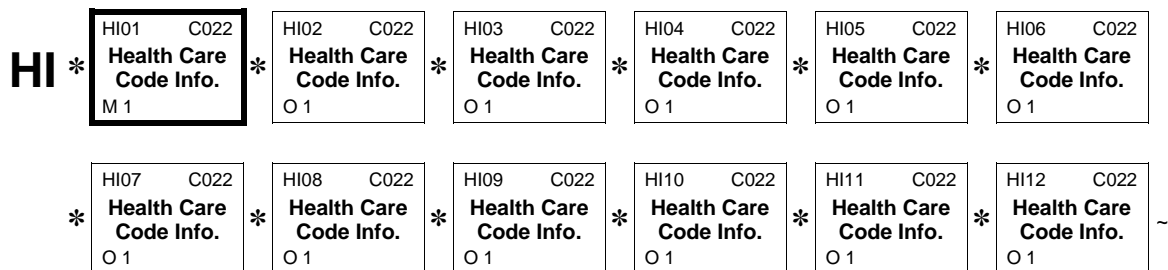 HI01 C022 HI02 C022 HI03 C022 HI04 C022 HI05 C022 HI06 C022
HI * Health Care * Health Care * Health Care * Health Care * Health Care * Health Care
Code Info. Code Info. Code Info. Code Info. Code Info. Code Info.
M 1 O 1 O 1 O 1 O 1 O 1
HI07 C022 HI08 C022 HI09 C022 HI10 C022 HI11 C022 HI12 C022
* Health Care * Health Care * Health Care * Health Care * Health Care * Health Care ~
Code Info. Code Info. Code Info. Code Info. Code Info. Code Info.
O 1 O 1 O 1 O 1 O 1 O 1